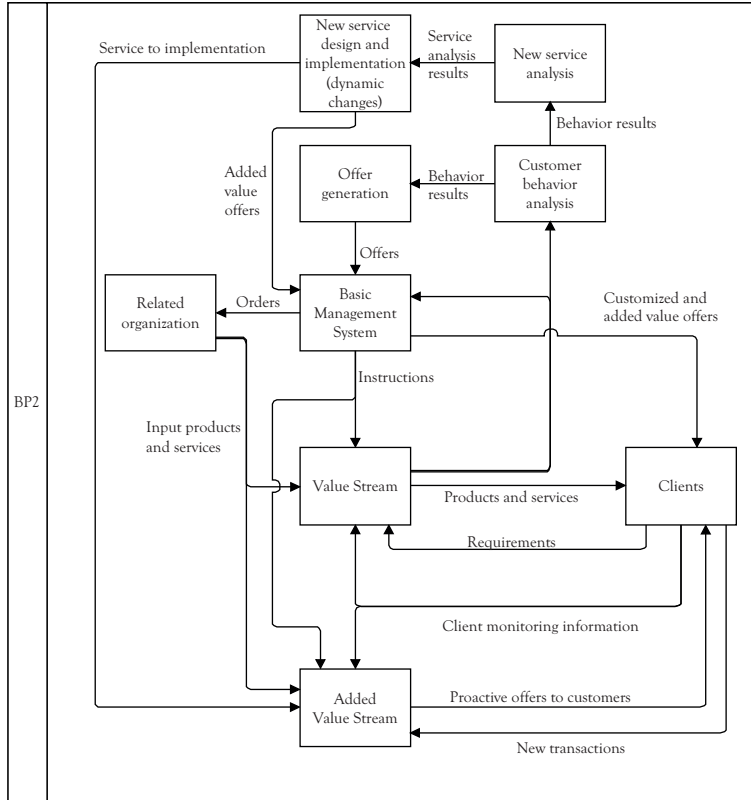 BP2
Service to implementation
New service
design and
implementation
(dynamic
changes)
Service
analysis
results
New service
analysis
Behavior results
Added
value
offers
Offer
generation
Behavior
results
Customer
behavior
analysis
Offers
Related
organization
Orders
Basic
Management
System
Customized and
added value offers
Instructions
Input products
and services
Value Stream
Products and services
Clients
Requirements
Client monitoring information
Added
Value Stream
Proactive offers to customers
New transactions